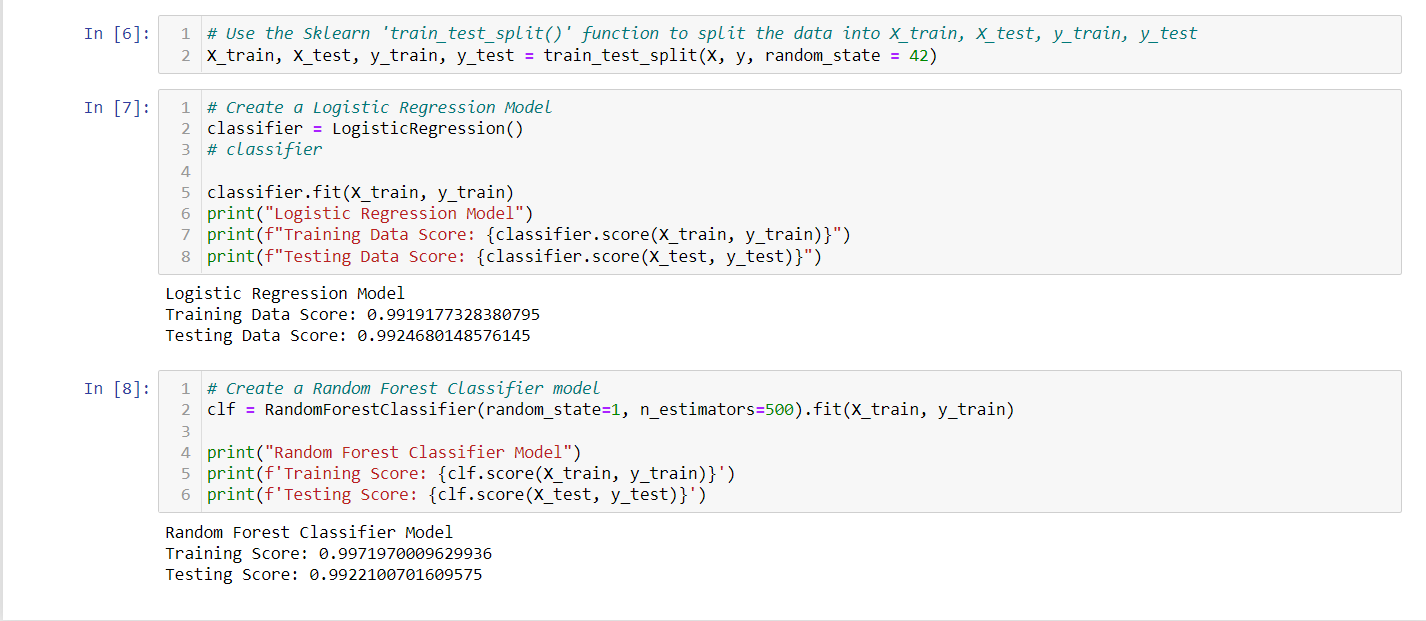 In [6]:
1 # Use the Sklearn 'train_test_split()' function to split the data into X_train, X_test, y_train, y_test
2 X_train, X_test, y_train, y_test = train_test_split(X, y, random_state = 42)
In [7]:
1 # Create a Logistic Regression Model
2 classifier = LogisticRegression()
3 # classifier
4
5 classifier.fit(X_train, y_train)
6 print("Logistic Regression Model")
7 print(f"Training Data Score: {classifier.score(X_train, y_train)}")
8 print(f"Testing Data Score: {classifier.score(X_test, y_test)}")
Logistic Regression Model
Training Data Score: 0.9919177328380795
Testing Data Score: 0.9924680148576145
In [8]:
1 # Create a Random Forest Classifier model
2 clf = RandomForestClassifier(random_state=1, n_estimators=500).fit(X_train, y_train)
3
4 print("Random Forest Classifier Model")
5 print(f'Training Score: {clf.score(X_train, y_train)}')
6 print(f'Testing Score: {clf.score(X_test, y_test)}')
Random Forest Classifier Model
Training Score: 0.9971970009629936
Testing Score: 0.9922100701609575